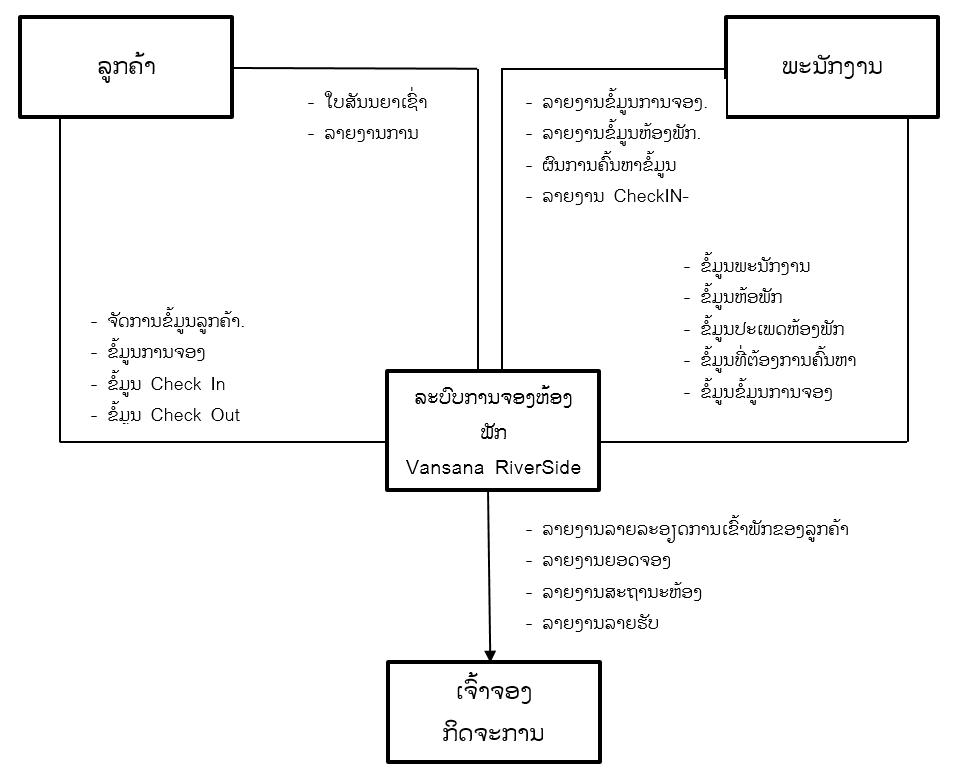 ລູກຄ້າ
ພະນັກງານ
- ໃບສັນນຍາເຊົ່າ
- ລາຍງານການ
- ລາຍງານຂໍ້ມູນການຈອງ.
- ລາຍງານຂໍ້ມູນຫ້ອງພັກ.
- ຜົນການຄົ້ນຫາຂໍ້ມູນ
- ລາຍງານ CheckIN-
- ຂໍ້ມູນພະນັກງານ
- ຂໍ້ມູນຫ້ອພັກ
- ຂໍ້ມູນປະເພດຫ້ອງພັກ
- ຂໍ້ມູນທີ່ຕ້ອງການຄົ້ນຫາ
- ຂໍ້ມູນຂໍ້ມູນການຈອງ
- ຈັດການຂໍ້ມູນລູກຄ້າ.
- ຂໍ້ມູນການຈອງ
- ຂໍ້ມູນ Check In
- ຂໍ້ມູນ Check Out
ລະບົບການຈອງຫ້ອງ
ພັກ
Vansana RiverSide
- ລາຍງານລາຍລະອຽດການເຂົ້າພັກຂອງລູກຄ້າ
- ລາຍງານຍອດຈອງ
- ລາຍງານສະຖານະຫ້ອງ
- ລາຍງານລາຍຮັບ
ເຈົ້າຈອງ
ກິດຈະການ